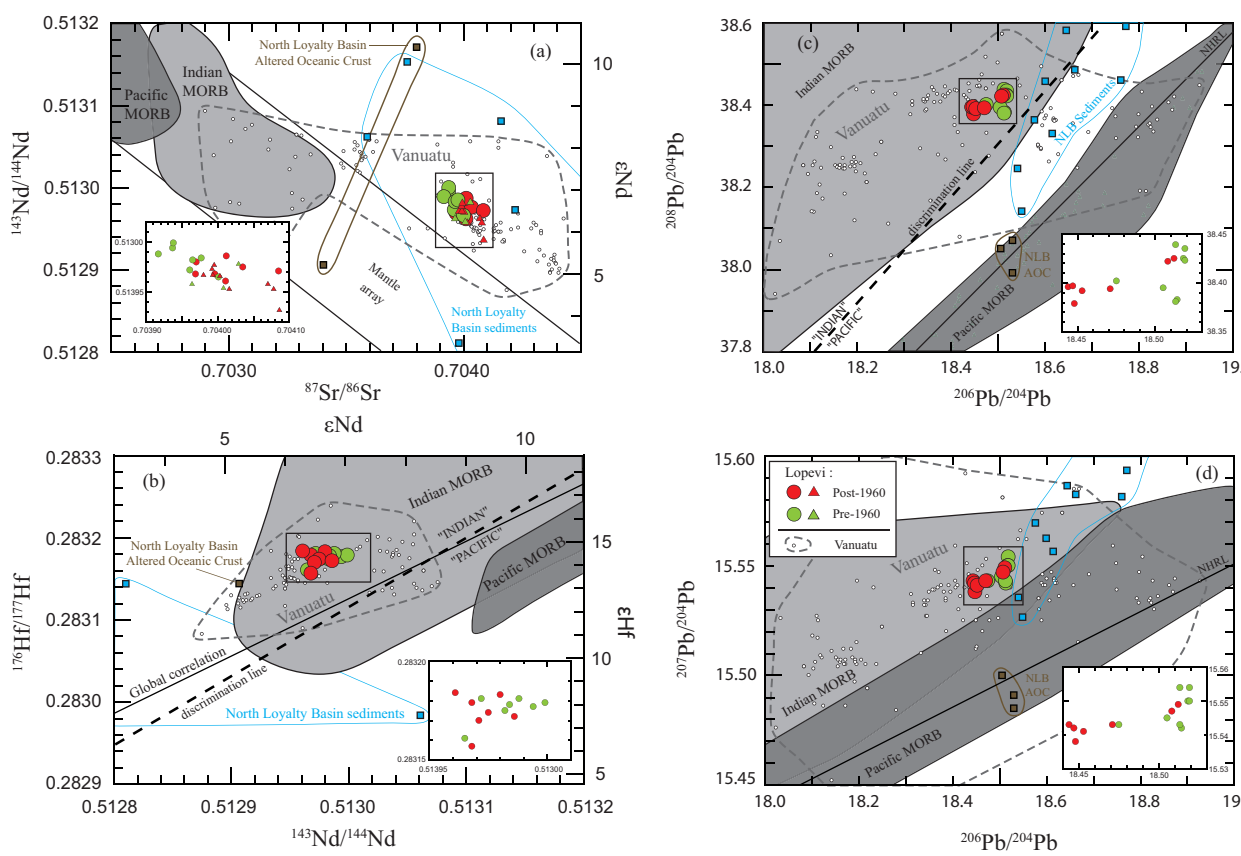 (a)
0.5132
0.5131
0.5130
0.5129
0.5128
¹⁴³Nd/¹⁴⁴Nd
0.7030
0.7040
⁸⁷Sr/⁸⁶Sr
10
5
εNd
North Loyalty Basin
Altered Oceanic Crust
Indian
MORB
Pacific
MORB
Vanuatu
Mantle
array
North Loyalty
Basin sediments
0.51300
0.51395
0.70390
0.70400
0.70410
(c)
38.6
38.4
38.2
38.0
37.8
²⁰⁸Pb/²⁰⁴Pb
18.0
18.2
18.4
18.6
18.8
19.
²⁰⁶Pb/²⁰⁴Pb
Indian MORB
Vanuatu
NHRL
NLB Sediments
discrimination line
"INDIAN"
"PACIFIC"
Pacific MORB
NLB
AOC
38.45
38.40
38.35
18.45
18.50
(b)
εNd
5
10
0.2833
0.2832
0.2831
0.2830
0.2829
¹⁷⁶Hf/¹⁷⁷Hf
0.5128
0.5129
0.5130
0.5131
0.5132
¹⁴³Nd/¹⁴⁴Nd
15
10
5
εHf
Indian MORB
"INDIAN"
"PACIFIC"
Pacific MORB
North Loyalty Basin
Altered Oceanic Crust
Vanuatu
Global correlation
discrimination line
North Loyalty Basin sediments
0.28320
0.28315
0.51395
0.51300
(d)
15.60
15.55
15.50
15.45
²⁰⁷Pb/²⁰⁴Pb
18.0
18.2
18.4
18.6
18.8
19.
²⁰⁶Pb/²⁰⁴Pb
Lopevi :
Post-1960
Pre-1960
Vanuatu
Vanuatu
NHRL
Indian MORB
Pacific MORB
NLB
AOC
15.56
15.55
15.54
15.53
18.45
18.50